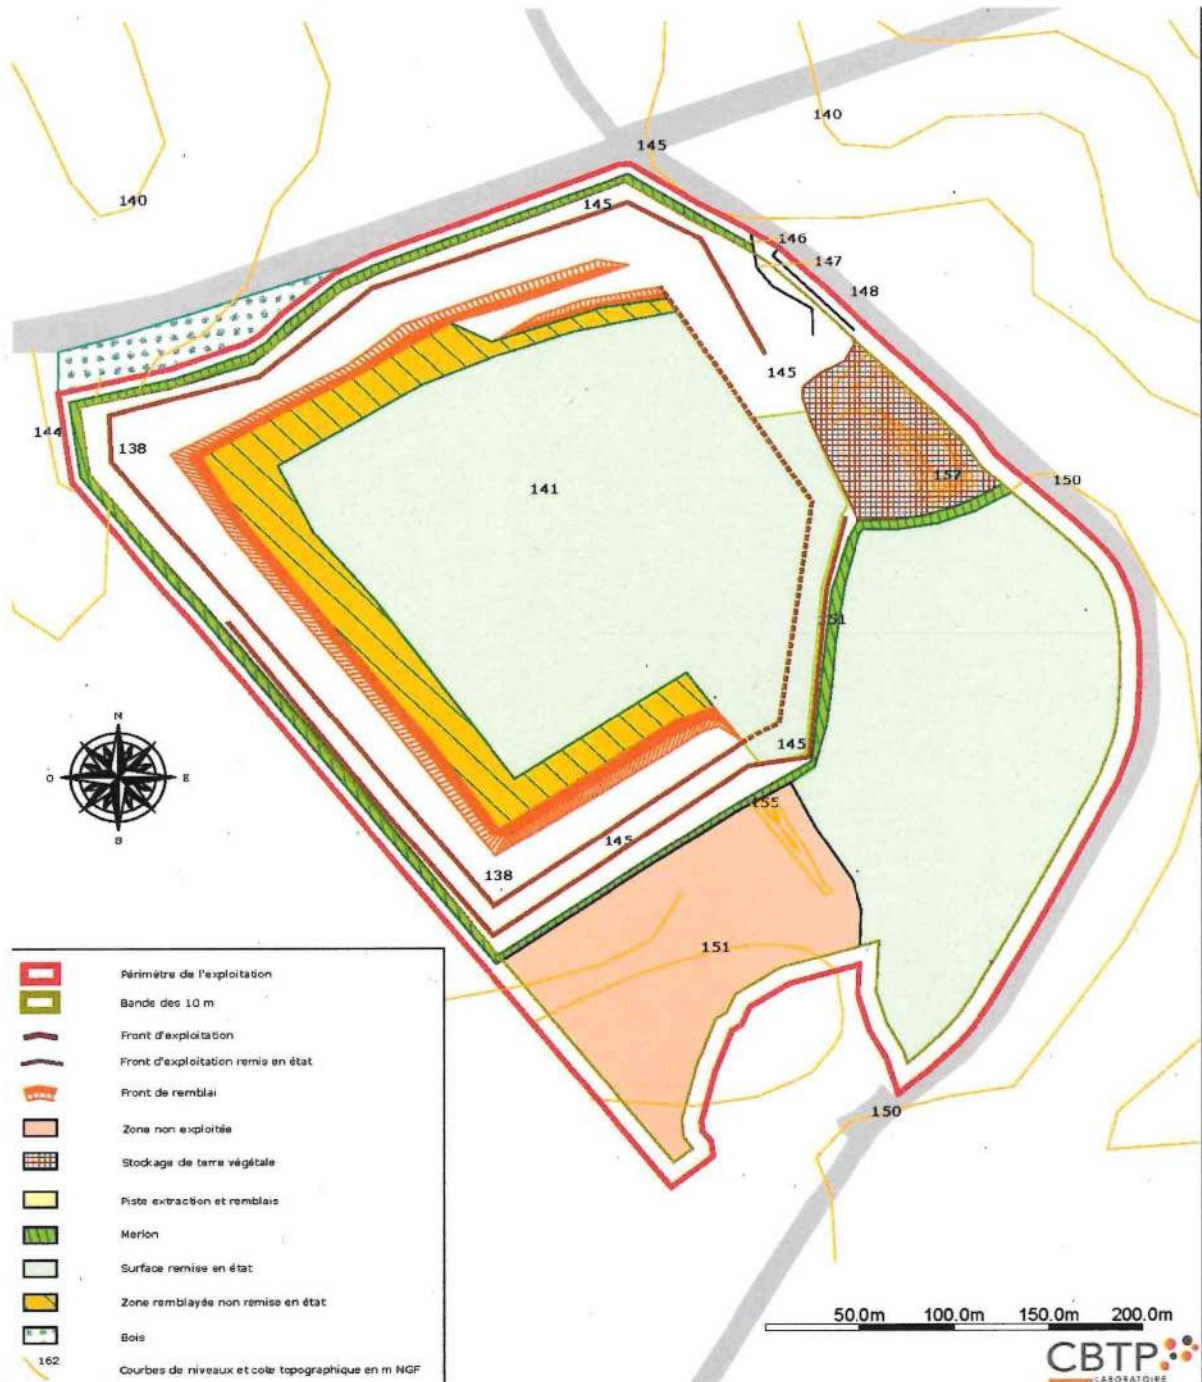 140
145
140
145
146
147
148
145
144
138
157
150
141
51
N
O
E
S
145
155
145
138
151
150
Périmètre de l'exploitation
Bande des 10 m
Front d'exploitation
Front d'exploitation remis en état
Front de remblai
Zone non exploitée
Stockage de terre végétale
Piste extraction et remblais
Merlon
Surface remise en état
Zone remblayée non remise en état
Bois
162
Courbes de niveaux et cote topographique en m NGF
50.0m 100.0m 150.0m 200.0m
CBTP
LABORATOIRE